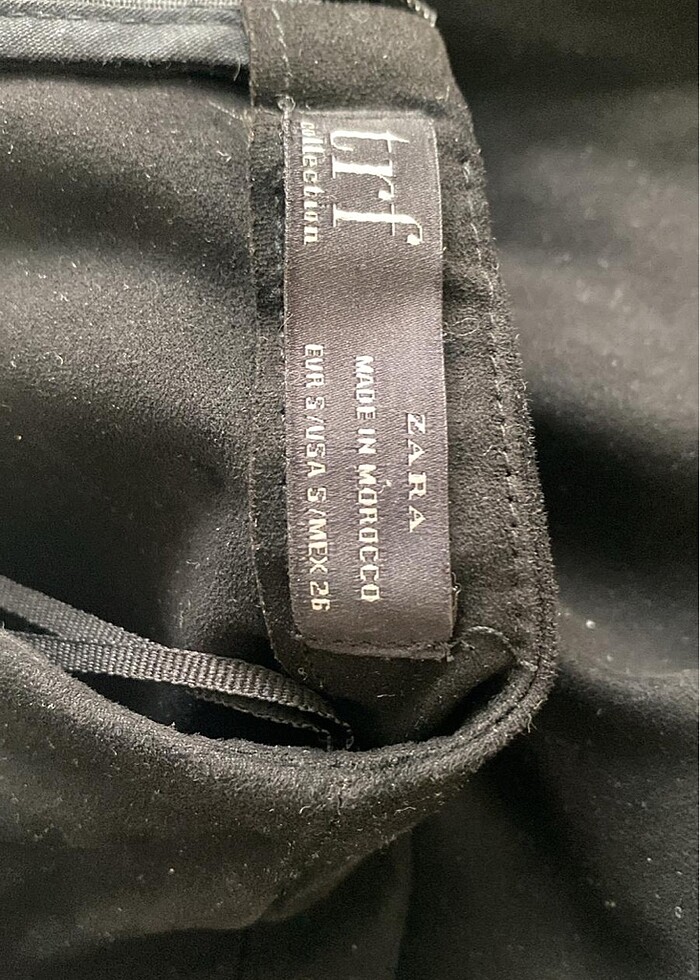 trf
collection
ZARA
MADE IN MOROCCO
EUR S/USA S/MEX 26